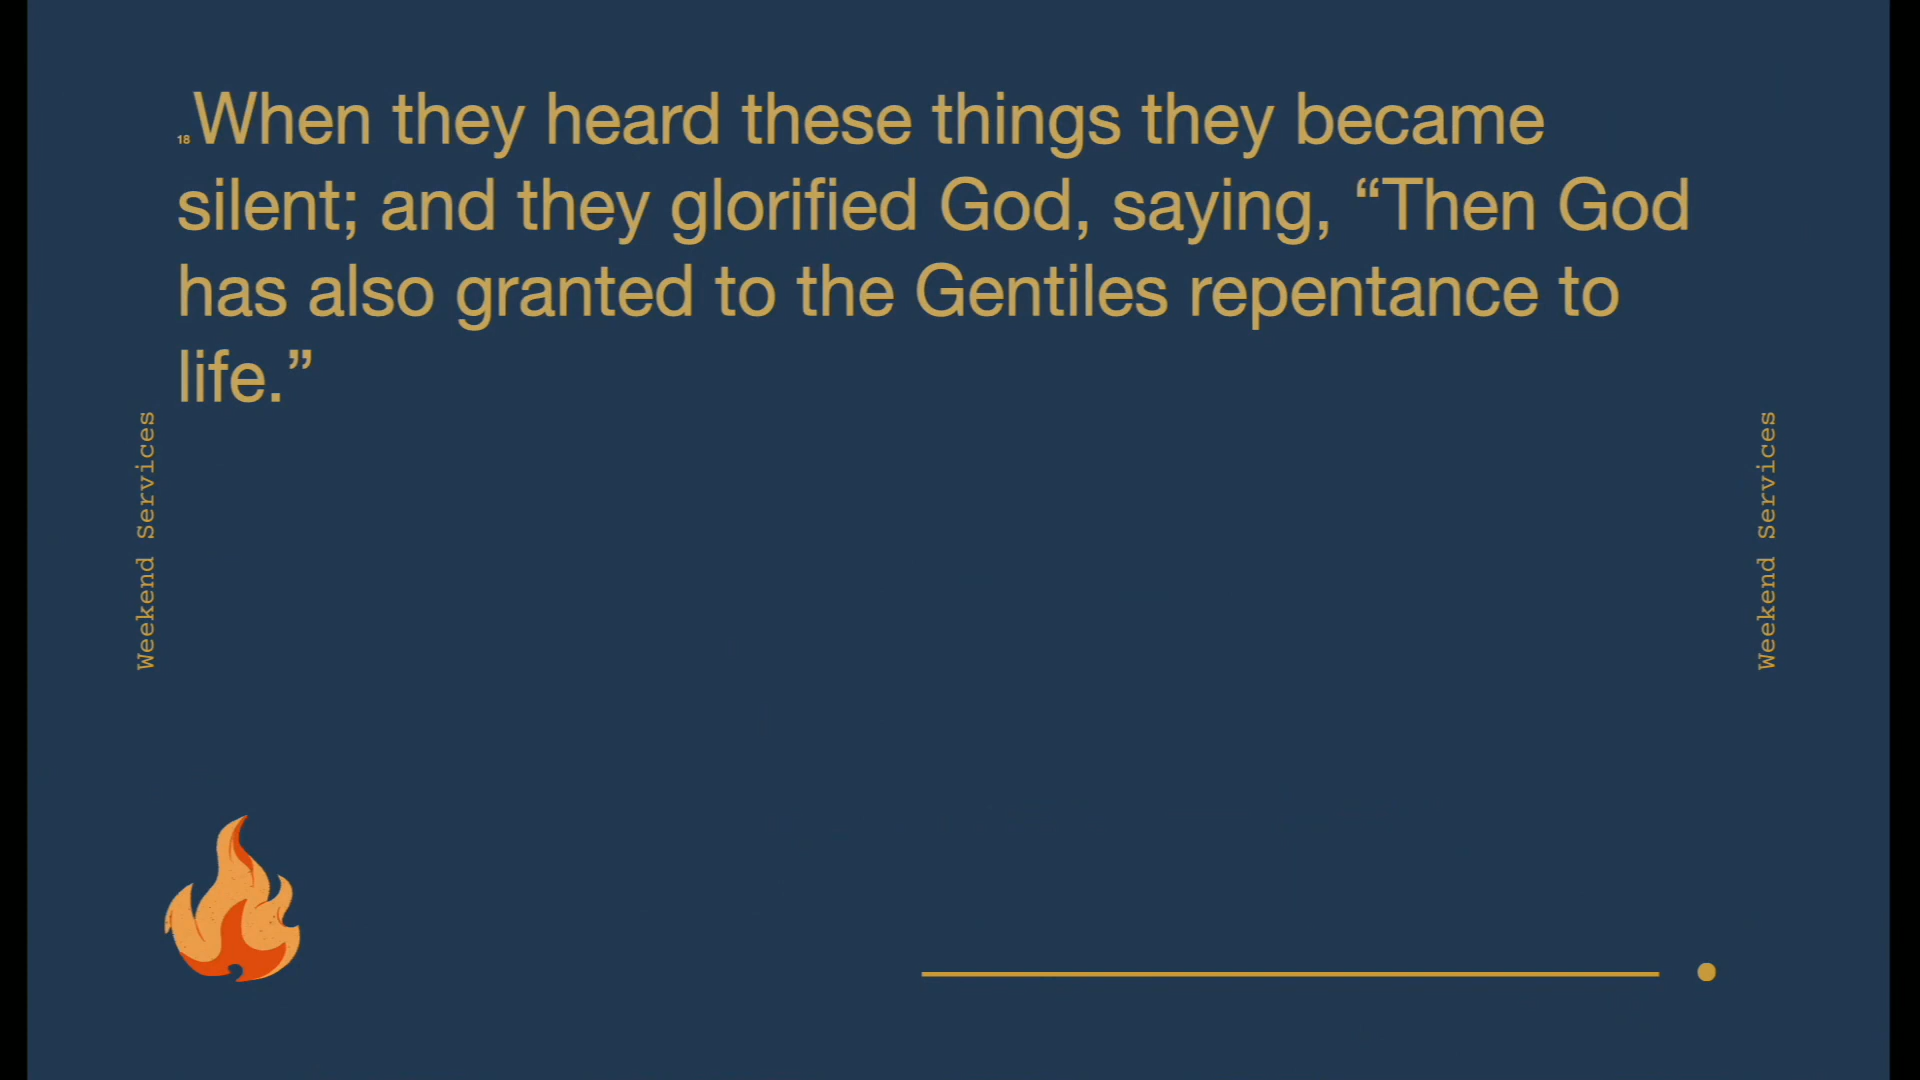 18When they heard these things they became
silent; and they glorified God, saying, “Then God
has also granted to the Gentiles repentance to
life.”
Weekend Services
Weekend Services